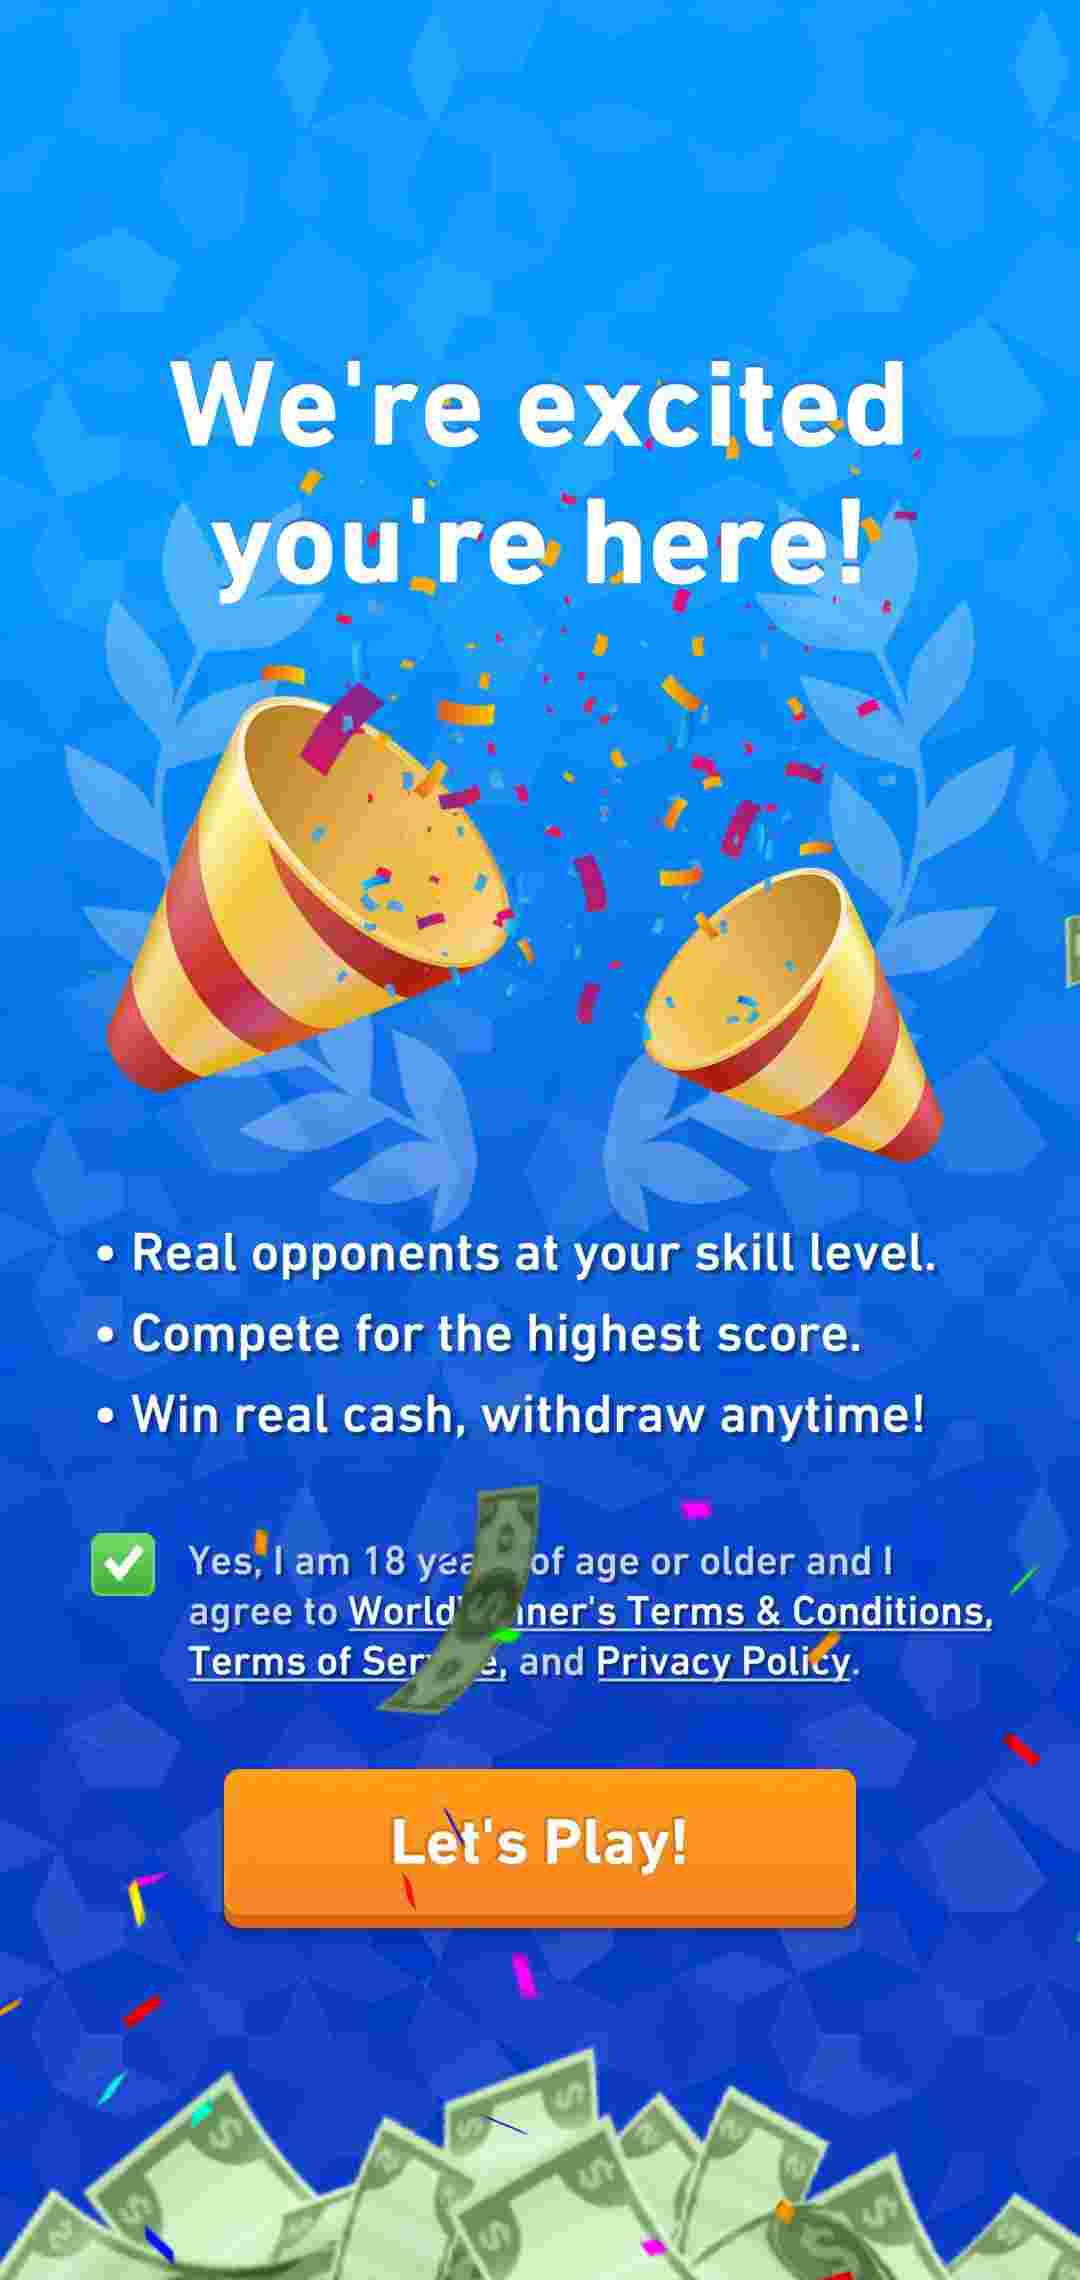 We're excited
you're here!
• Real opponents at your skill level.
• Compete for the highest score.
• Win real cash, withdraw anytime!
Yes, I am 18 of age or older and I
agree to Terms & Conditions,
Terms of and Privacy Policy.
Let's Play!